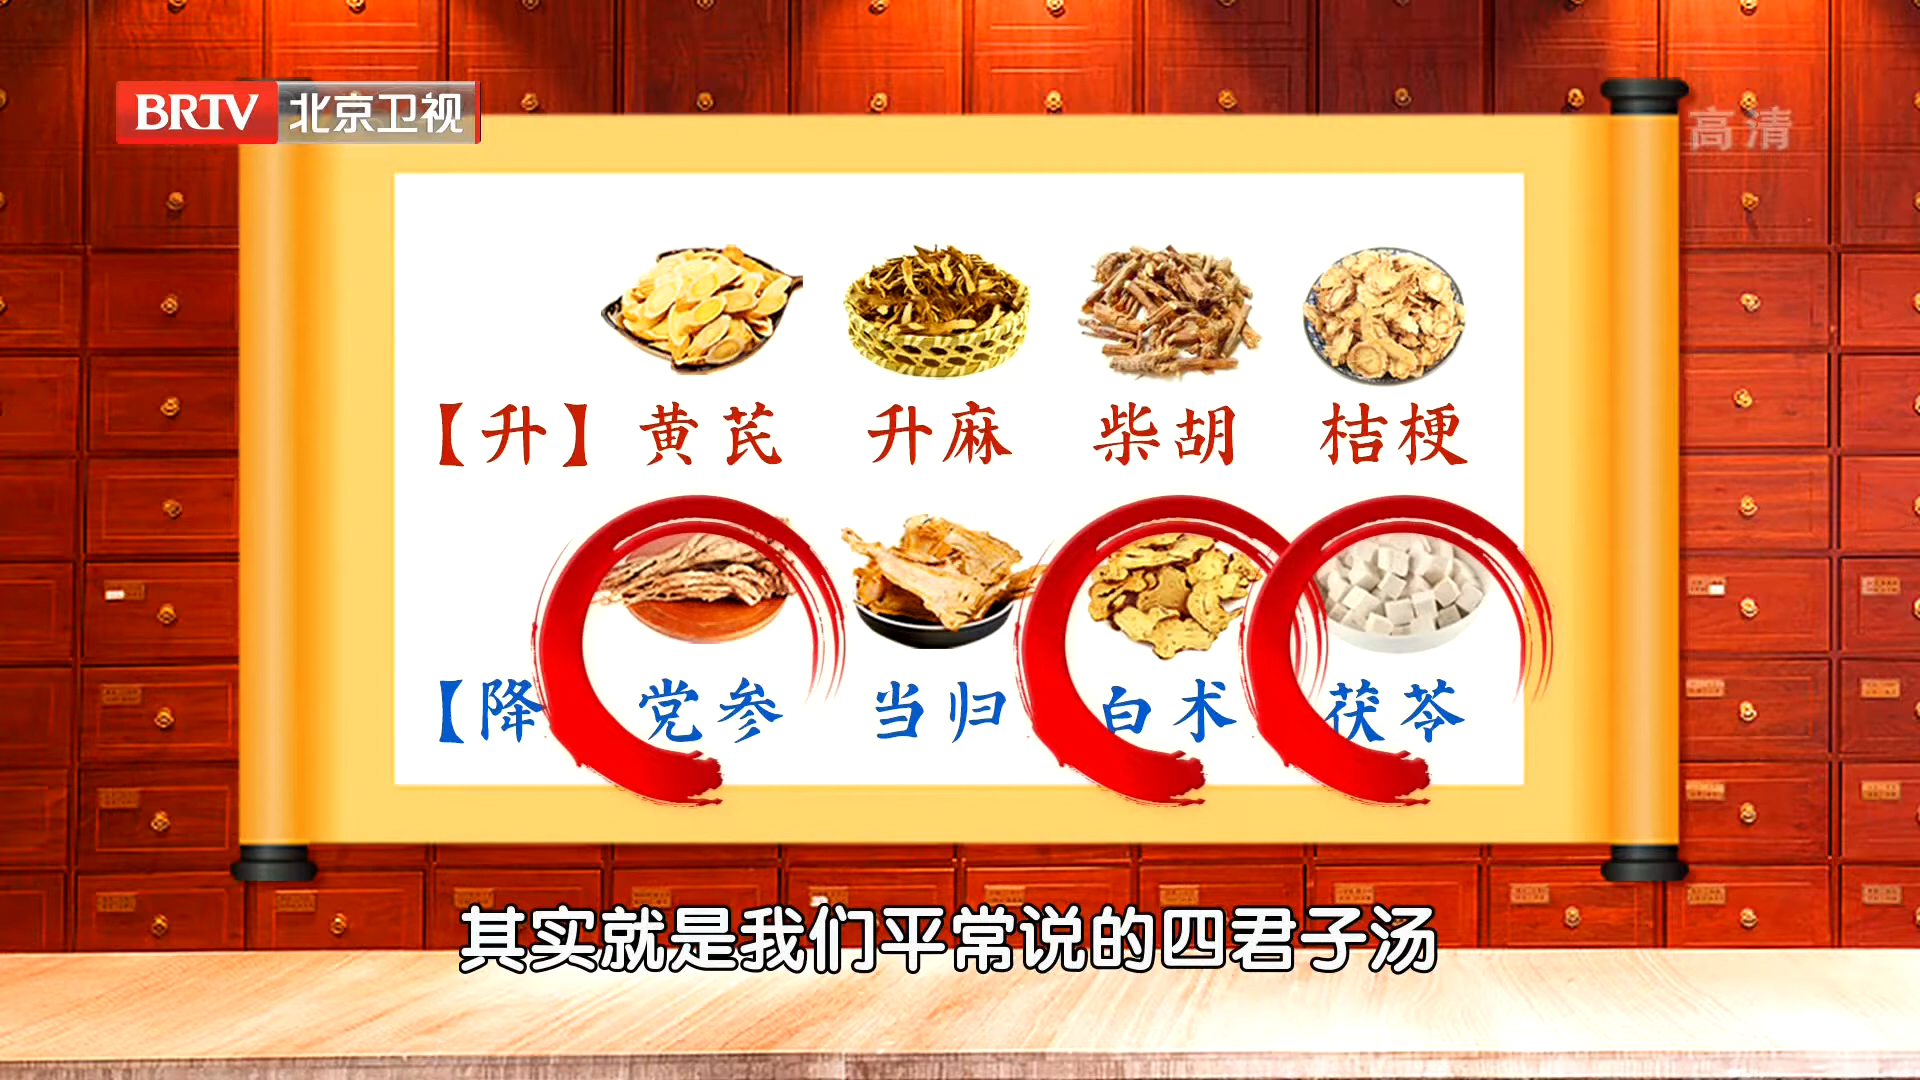 BRTV 北京卫视
高清
【升】 黄芪 升麻 柴胡 桔梗
【降 党参 当归 白术 茯苓
其实就是我们平常说的四君子汤